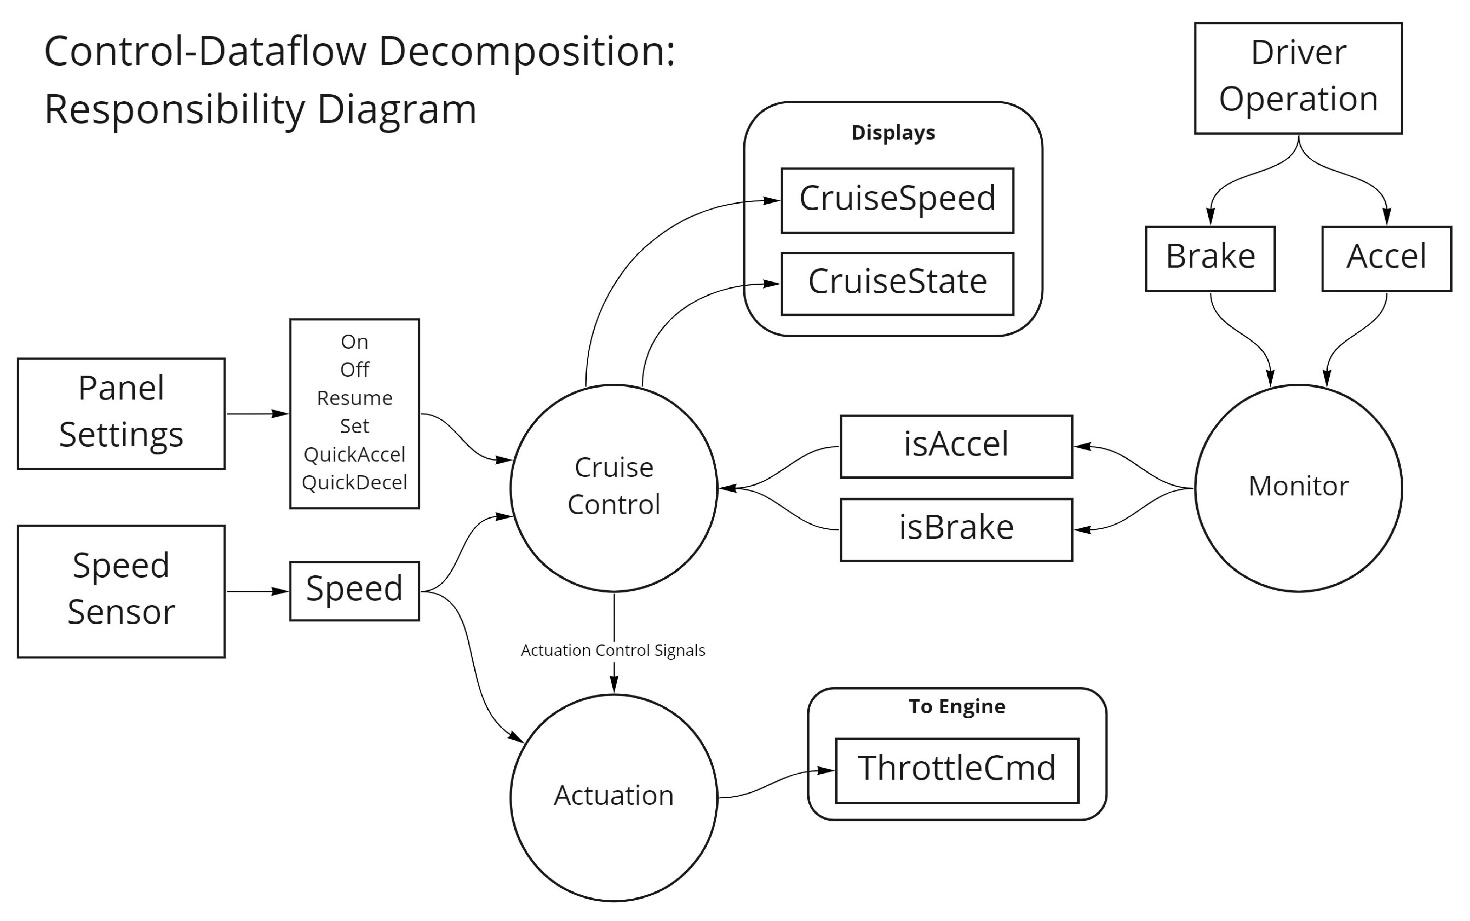 Control-Dataflow Decomposition:
Responsibility Diagram
Driver
Operation
Displays
CruiseSpeed
CruiseState
Brake
Accel
Panel
Settings
On
Off
Resume
Set
QuickAccel
QuickDecel
Cruise
Control
isAccel
isBrake
Monitor
Speed
Sensor
Speed
Actuation Control Signals
To Engine
ThrottleCmd
Actuation